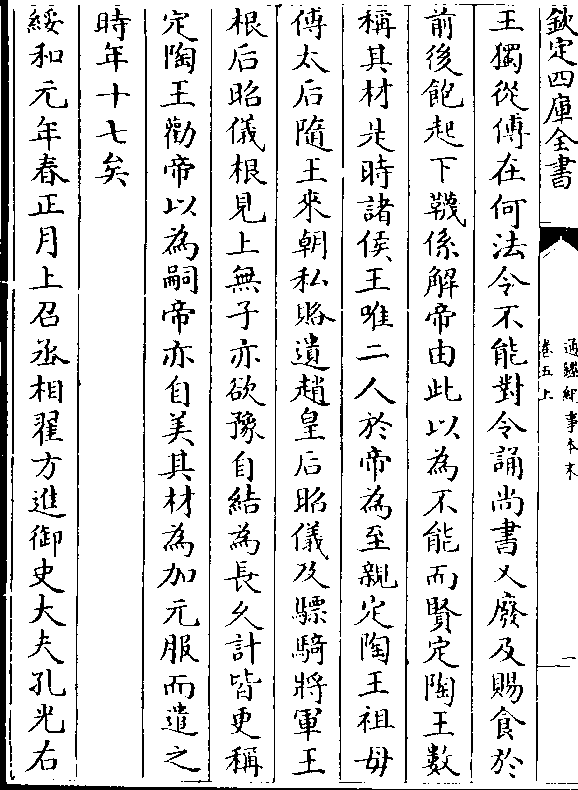 欽定四庫全書
通鑑紀事本末
卷五上
王獨從傅在何法令不能對令誦尚書又廢及賜食於
前後飽起下韈係解帝由此以為不能而賢定陶王數
稱其材是時諸侯王唯二人於帝為至親定陶王祖母
傅太后隨王來朝私賂遺趙皇后昭儀及驃騎將軍王
根后昭儀根見上無子亦欲豫自結為長久計皆更稱
定陶王勸帝以為嗣帝亦自美其材為加元服而遣之
時年十七矣
綏和元年春正月上召丞相翟方進御史大夫孔光右